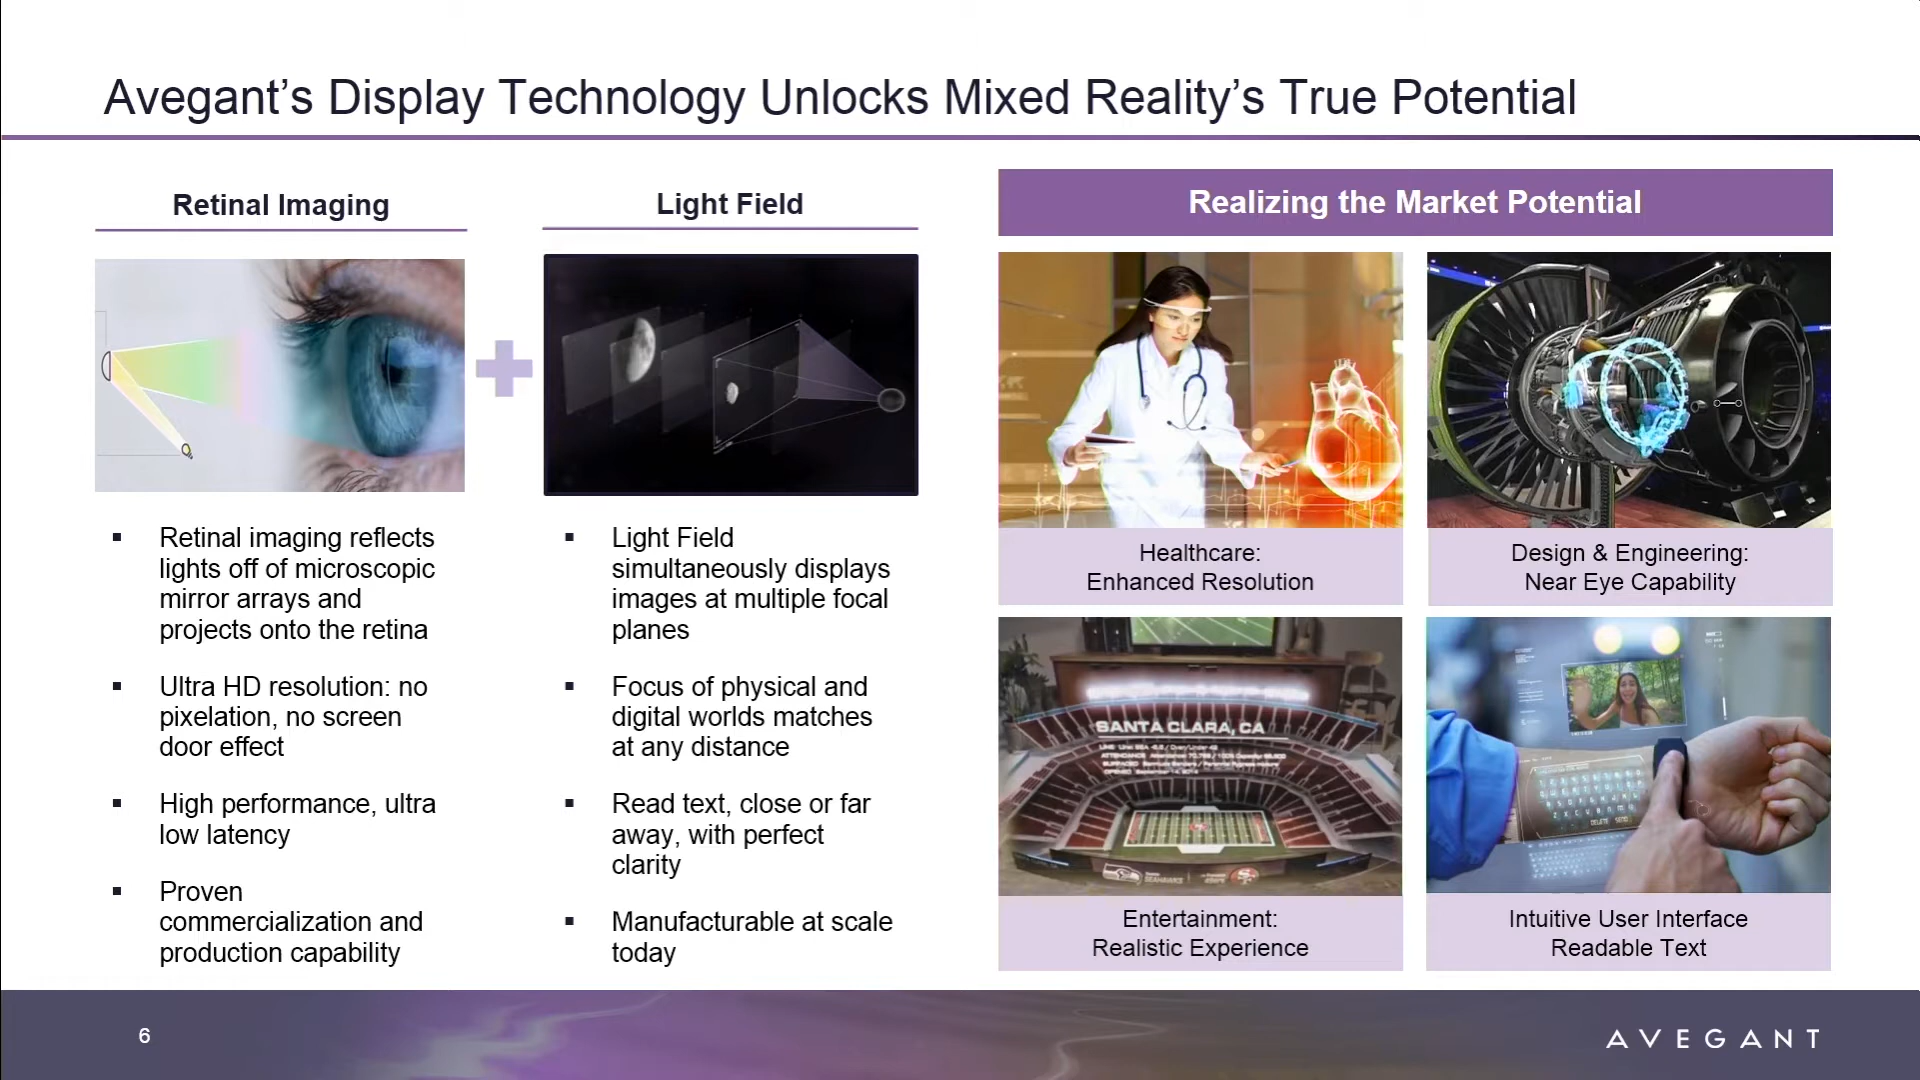 Avegant’s Display Technology Unlocks Mixed Reality’s True Potential
Retinal Imaging
▪ Retinal imaging reflects
lights off of microscopic
mirror arrays and
projects onto the retina
▪ Ultra HD resolution: no
pixelation, no screen
door effect
▪ High performance, ultra
low latency
▪ Proven
commercialization and
production capability
Light Field
▪ Light Field
simultaneously displays
images at multiple focal
planes
▪ Focus of physical and
digital worlds matches
at any distance
▪ Read text, close or far
away, with perfect
clarity
▪ Manufacturable at scale
today
Realizing the Market Potential
Healthcare:
Enhanced Resolution
Design & Engineering:
Near Eye Capability
SANTA CLARA, CA
SEAHAWKS
49ERS
Entertainment:
Realistic Experience
DELETE SEND
Intuitive User Interface
Readable Text
6
AVEGANT